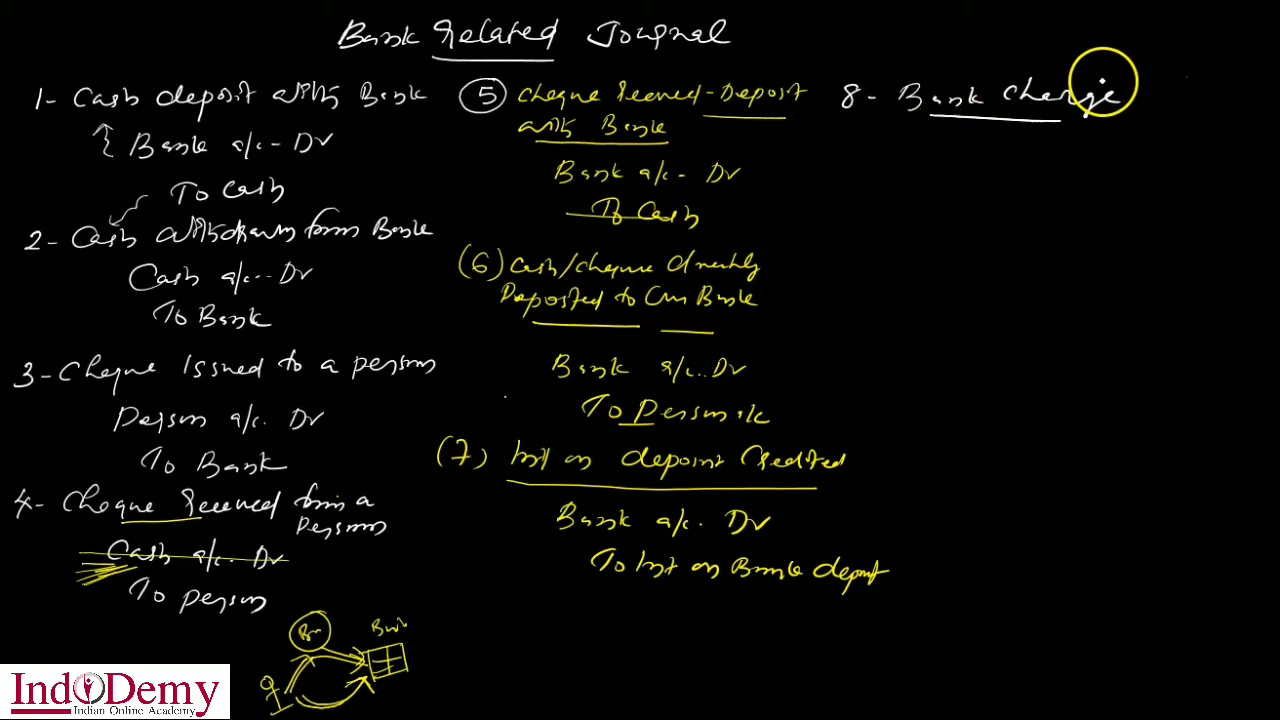 Bank Related Journal
1- Cash deposit with Bank
Bank a/c- Dr
To Cash
2- Cash withdrawn from Bank
Cash a/c-- Dr
To Bank
3- Cheque Issued to a person
Person a/c. Dr
To Bank
4- Cheque Received from a
Person
Cash a/c.. Dr
To person
5 Cheque Received-Deposit
with Bank
Bank a/c- Dr
To Cash
(6) Cash/Cheque directly
Deposited to Our Bank
Bank a/c.. Dr
To Person a/c
(7) Int on deposit Credited
Bank a/c. Dr
To Int on Bank deposit
8- Bank Charge
Bank
IndoDemy
Indian Online Academy